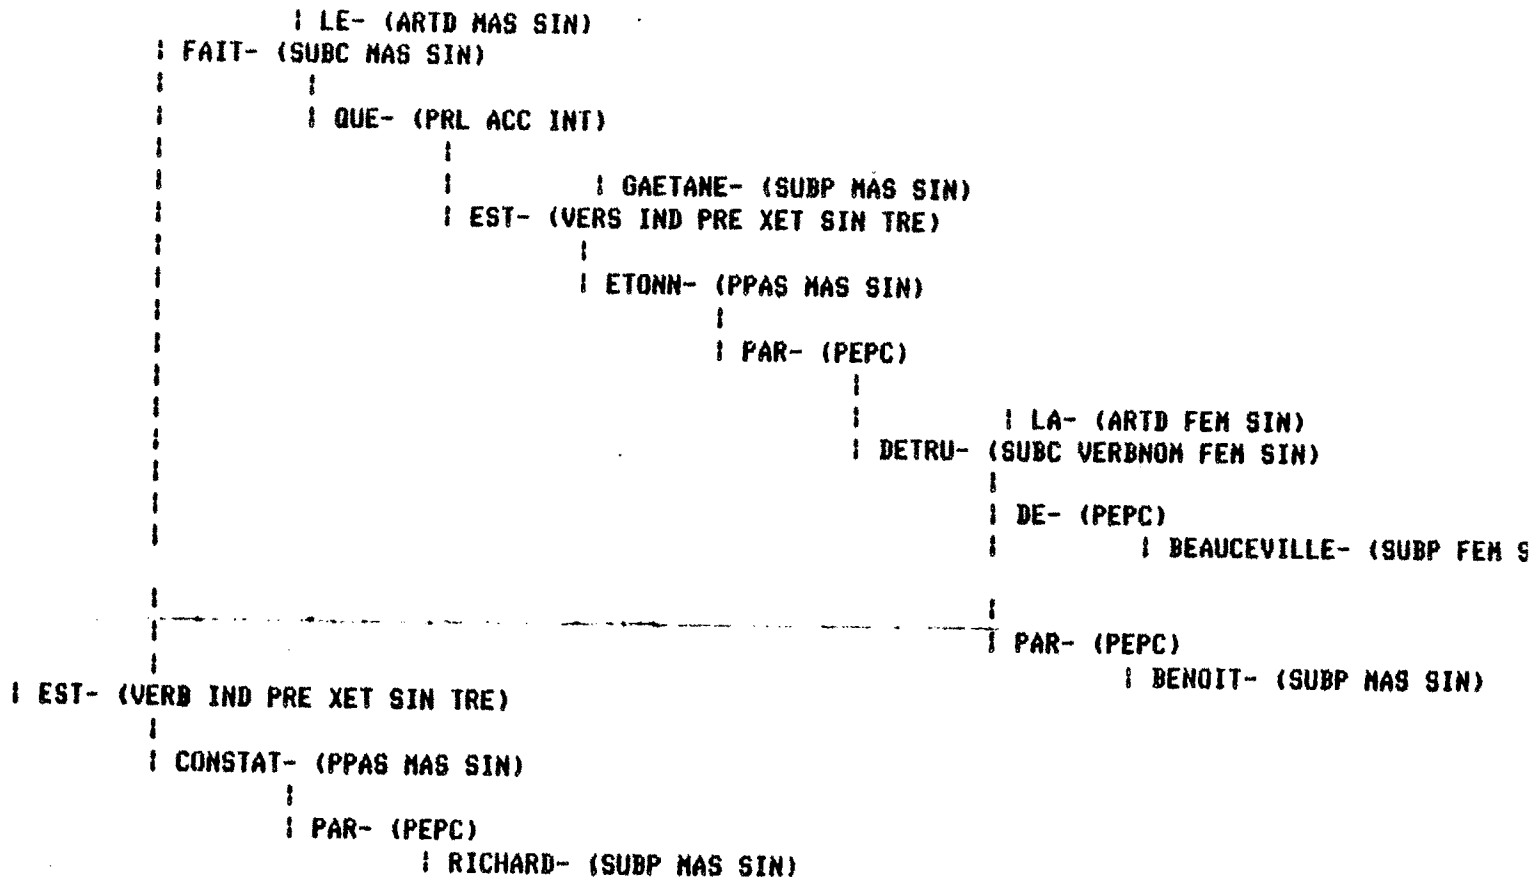 LE- (ARTD MAS SIN)
FAIT- (SUBC MAS SIN)
QUE- (PRL ACC INT)
GAETANE- (SUBP MAS SIN)
EST- (VERS IND PRE XET SIN TRE)
ETONN- (PPAS MAS SIN)
PAR- (PEPC)
LA- (ARTD FEM SIN)
DETRU- (SUBC VERBNOM FEM SIN)
DE- (PEPC)
BEAUCEVILLE- (SUBP FEM S
PAR- (PEPC)
BENOIT- (SUBP MAS SIN)
EST- (VERB IND PRE XET SIN TRE)
CONSTAT- (PPAS MAS SIN)
PAR- (PEPC)
RICHARD- (SUBP MAS SIN)